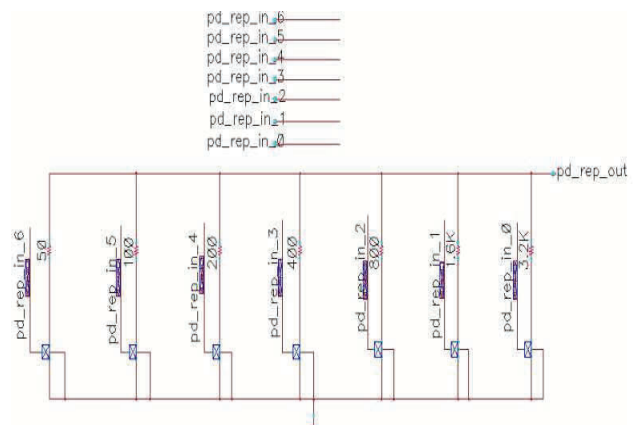 pd_rep_in_6
pd_rep_in_5
pd_rep_in_4
pd_rep_in_3
pd_rep_in_2
pd_rep_in_1
pd_rep_in_0
pd_rep_out
pd_rep_in_6
50
pd_rep_in_5
100
pd_rep_in_4
200
pd_rep_in_3
400
pd_rep_in_2
800
pd_rep_in_1
1.6K
pd_rep_in_0
3.2K